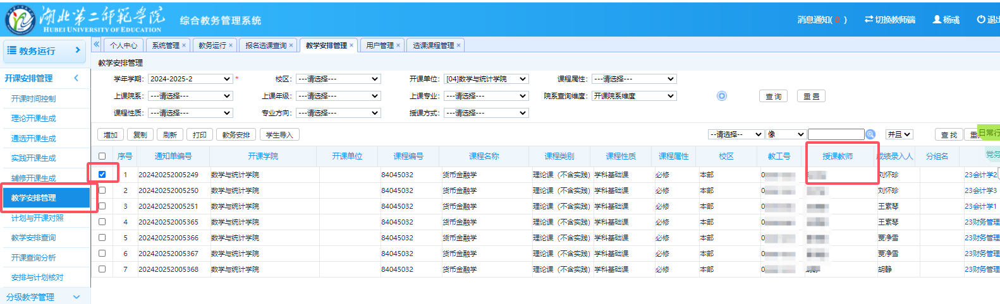 湖北第二师范学院
HUBEI UNIVERSITY OF EDUCATION
综合教务管理系统
消息通知(0) 切换教师端 杨彧 退出
教务运行
个人中心 系统管理× 教务运行× 报名选课查询× 教学安排管理× 用户管理× 选课课程管理×
开课安排管理
开课时间控制
理论开课生成
通选开课生成
实践开课生成
辅修开课生成
教学安排管理
计划与开课对照
教学安排查询
开课查询分析
安排与计划核对
分级教学管理
教学安排管理
学年学期: 2024-2025-2 * 校区: ---请选择--- 开课单位: [04]数学与统计学院 课程属性: ---请选择---
上课院系: ---请选择--- 上课年级: ---请选择--- 上课专业: ---请选择--- 院系查询维度: 开课院系维度 查 询 重 置
课程性质: ---请选择--- 专业方向: ---请选择--- 授课方式: ---请选择---
增加 复制 刷新 打印 教务安排 学生导入 --请选择-- 像 并且 查 找 重 日常行
党务
序号 通知单编号 开课学院 开课单位 课程编号 课程名称 课程类别 课程性质 课程属性 校区 教工号 授课教师 成绩录入人 分组名
1 202420252005249 数学与统计学院 84045032 货币金融学 理论课（不含实践） 学科基础课 必修 本部 0 刘怀珍 23会计学2
2 202420252005250 数学与统计学院 84045032 货币金融学 理论课（不含实践） 学科基础课 必修 本部 0 刘怀珍 23会计学3
3 202420252005251 数学与统计学院 84045032 货币金融学 理论课（不含实践） 学科基础课 必修 本部 0 王素琴 23会计学1
4 202420252005365 数学与统计学院 84045032 货币金融学 理论课（不含实践） 学科基础课 必修 本部 0 王素琴 23财务管理
5 202420252005366 数学与统计学院 84045032 货币金融学 理论课（不含实践） 学科基础课 必修 本部 0 贾净雪 23财务管理
6 202420252005367 数学与统计学院 84045032 货币金融学 理论课（不含实践） 学科基础课 必修 本部 0 贾净雪 23财务管理
7 202420252005368 数学与统计学院 84045032 货币金融学 理论课（不含实践） 学科基础课 必修 本部 0 胡静 23财务管理